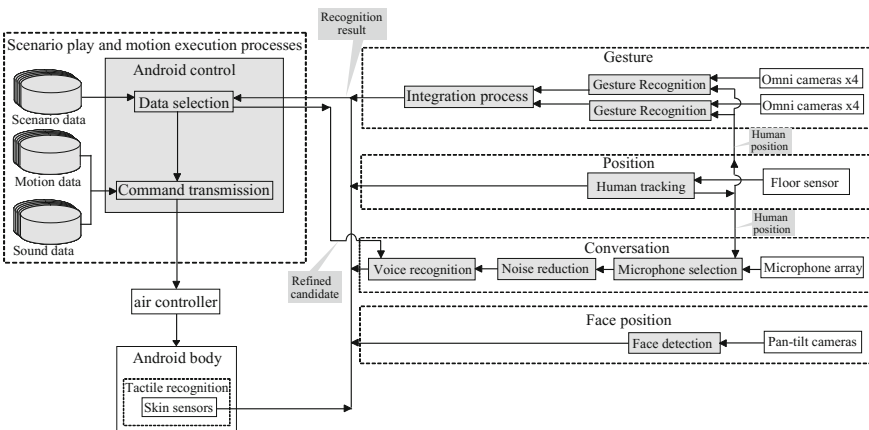 Recognition
result
Scenario play and motion execution processes
Android control
Data selection
Scenario data
Motion data
Command transmission
Sound data
air controller
Android body
Tactile recognition
Skin sensors
Refined
candidate
Gesture
Integration process
Gesture Recognition
Gesture Recognition
Omni cameras x4
Omni cameras x4
Human
position
Position
Human tracking
Floor sensor
Human
position
Conversation
Voice recognition
Noise reduction
Microphone selection
Microphone array
Face position
Face detection
Pan-tilt cameras